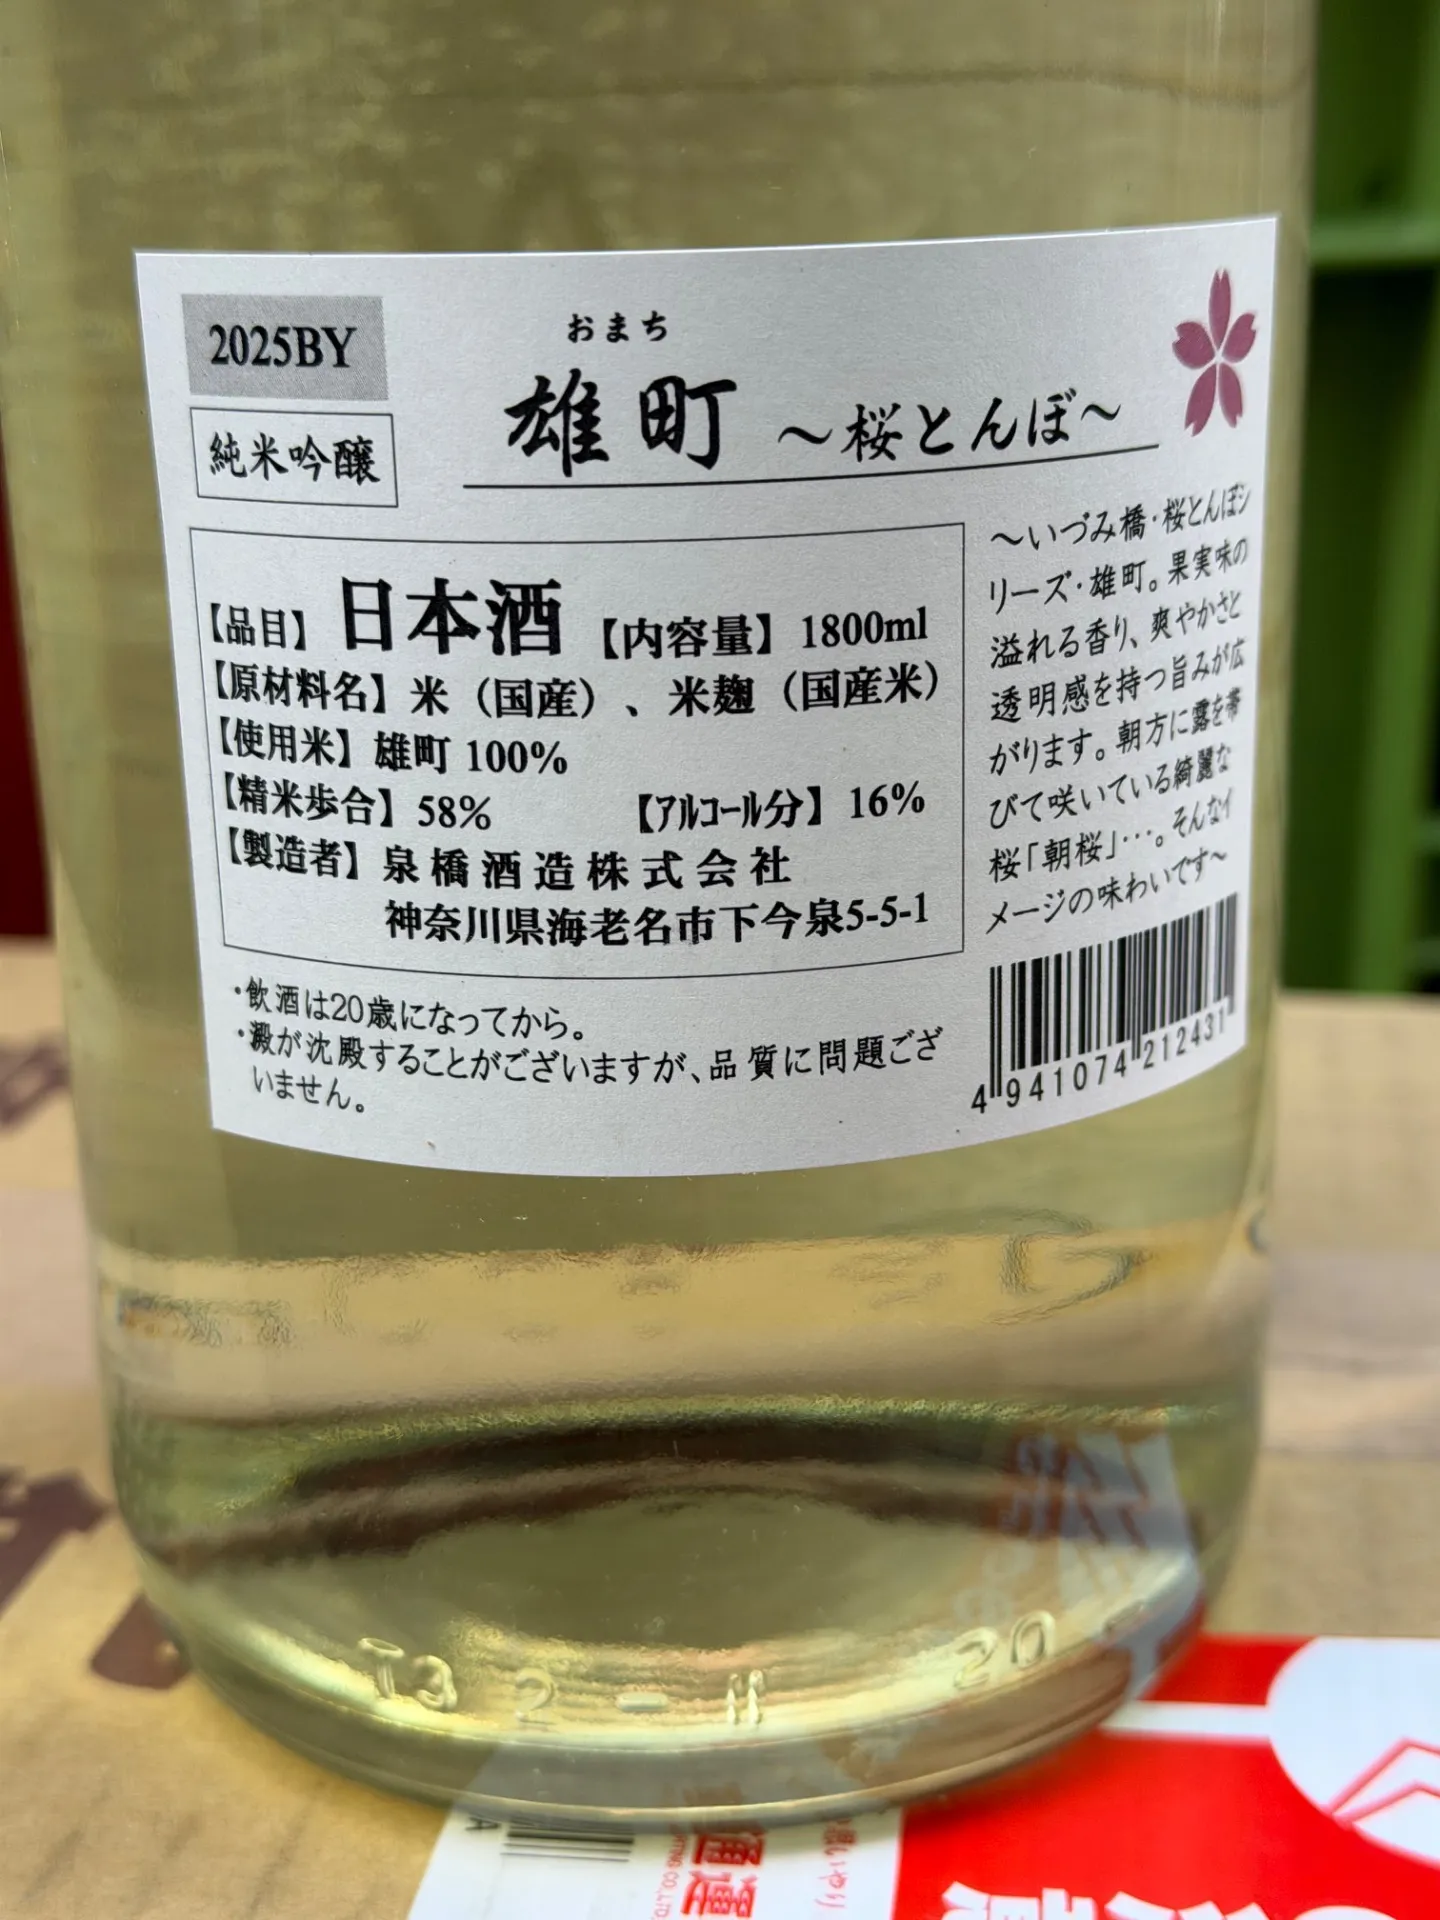 2025BY
純米吟醸
おまち
雄町 ～桜とんぼ～
【品目】日本酒 【内容量】1800ml
【原材料名】米（国産）、米麹（国産米）
【使用米】雄町 100%
【精米歩合】58% 【アルコール分】16%
【製造者】泉橋酒造株式会社
神奈川県海老名市下今泉5-5-1
～いづみ橋・桜とんぼシ
リーズ・雄町。果実味の
溢れる香り、爽やかさと
透明感を持つ旨みが広
がります。朝方に露を帯
びて咲いている綺麗な
桜「朝桜」…。そんなイ
メージの味わいです～
4941074212431
・飲酒は20歳になってから。
・澱が沈殿することがございますが、品質に問題ござ
いません。